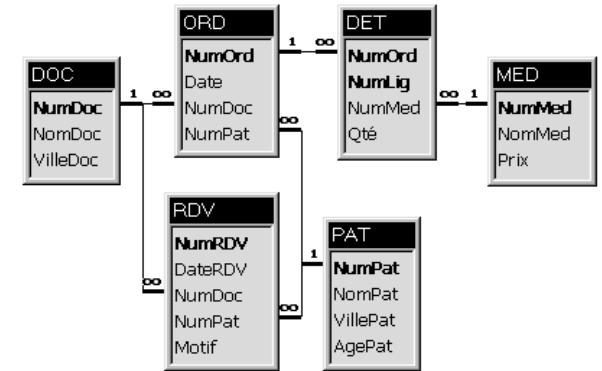 DOC
NumDoc
NomDoc
VilleDoc
1
∞
ORD
NumOrd
Date
NumDoc
NumPat
1
∞
∞
DET
NumOrd
NumLig
NumMed
Qté
∞
1
MED
NumMed
NomMed
Prix
RDV
NumRDV
DateRDV
NumDoc
NumPat
Motif
∞
∞
1
PAT
NumPat
NomPat
VillePat
AgePat